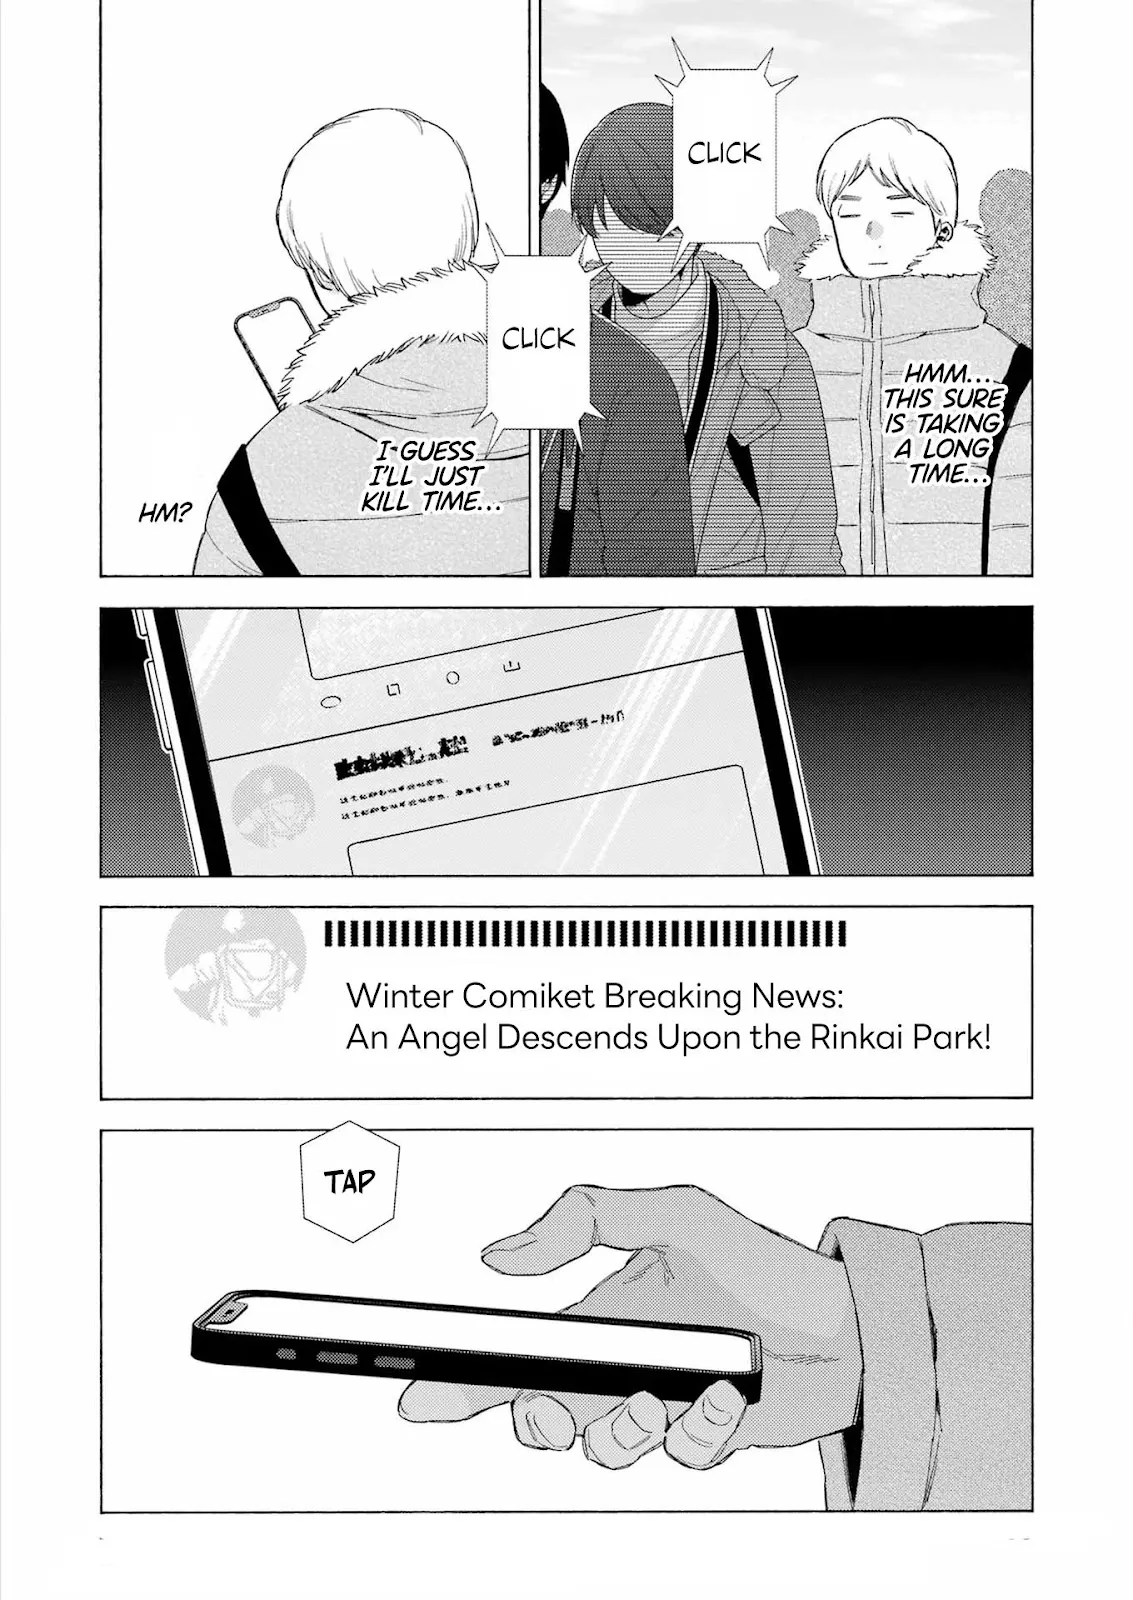 CLICK
HMM...
THIS SURE
IS TAKING
A LONG
TIME...
CLICK
I GUESS
I'LL JUST
KILL TIME...
HM?
Winter Comiket Breaking News:
An Angel Descends Upon the Rinkai Park!
TAP